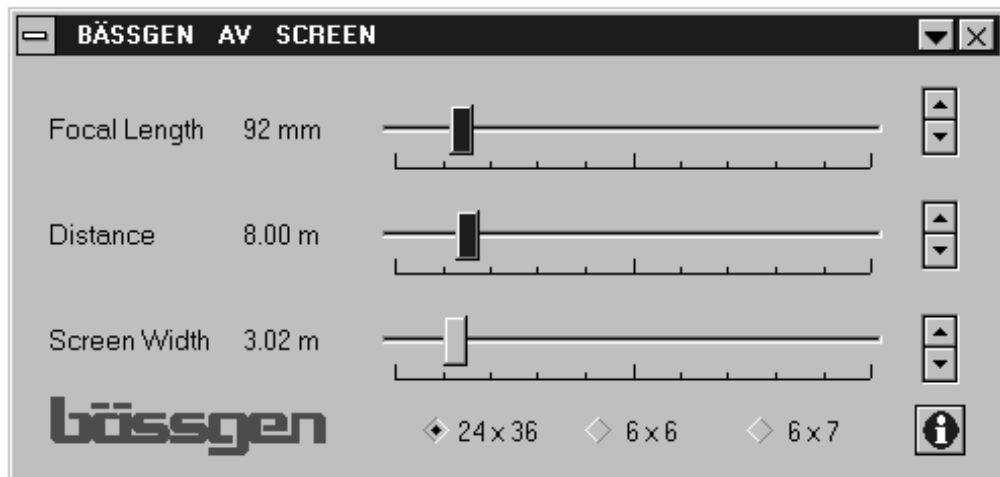 BÄSSGEN AV SCREEN
Focal Length 92 mm
Distance 8.00 m
Screen Width 3.02 m
bässgen 24 x 36 6 x 6 6 x 7 i